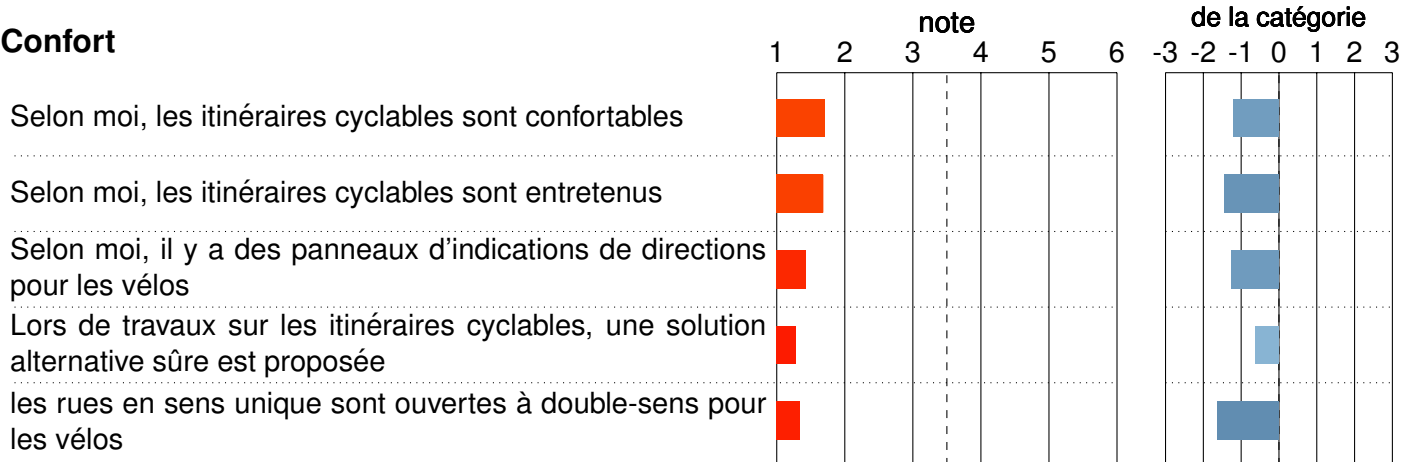 note
de la catégorie
Confort
1 2 3 4 5 6
-3 -2 -1 0 1 2 3
Selon moi, les itinéraires cyclables sont confortables
Selon moi, les itinéraires cyclables sont entretenus
Selon moi, il y a des panneaux d'indications de directions
pour les vélos
Lors de travaux sur les itinéraires cyclables, une solution
alternative sûre est proposée
les rues en sens unique sont ouvertes à double-sens pour
les vélos